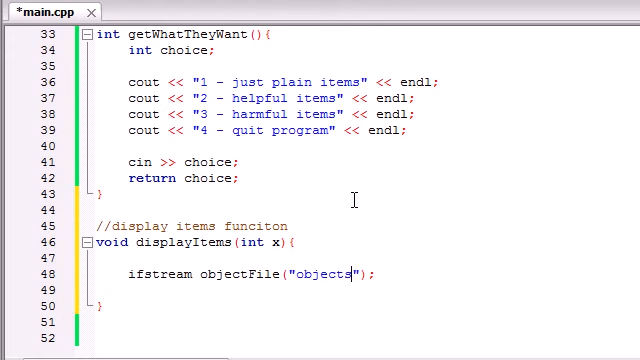 *main.cpp
33 int getWhatTheyWant(){
34 int choice;
35
36 cout << "1 - just plain items" << endl;
37 cout << "2 - helpful items" << endl;
38 cout << "3 - harmful items" << endl;
39 cout << "4 - quit program" << endl;
40
41 cin >> choice;
42 return choice;
43 }
44
45 //display items funciton
46 void displayItems(int x){
47
48 ifstream objectFile("objects");
49
50 }
51
52